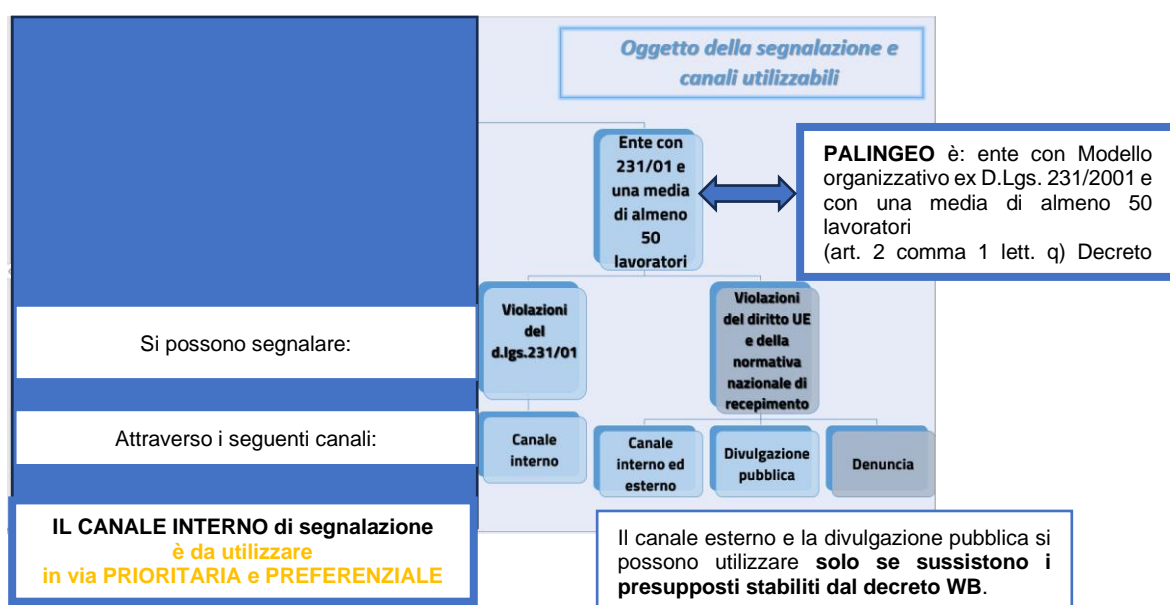 Oggetto della segnalazione e
canali utilizzabili
Ente con
231/01 e
una media
di almeno
50
lavoratori
PALINGEO è: ente con Modello
organizzativo ex D.Lgs. 231/2001 e
con una media di almeno 50
lavoratori
(art. 2 comma 1 lett. q) Decreto
Si possono segnalare:
Violazioni
del
d.lgs.231/01
Violazioni
del diritto UE
e della
normativa
nazionale di
recepimento
Attraverso i seguenti canali:
Canale
interno
Canale
interno ed
esterno
Divulgazione
pubblica
Denuncia
IL CANALE INTERNO di segnalazione
è da utilizzare
in via PRIORITARIA e PREFERENZIALE
Il canale esterno e la divulgazione pubblica si
possono utilizzare solo se sussistono i
presupposti stabiliti dal decreto WB.